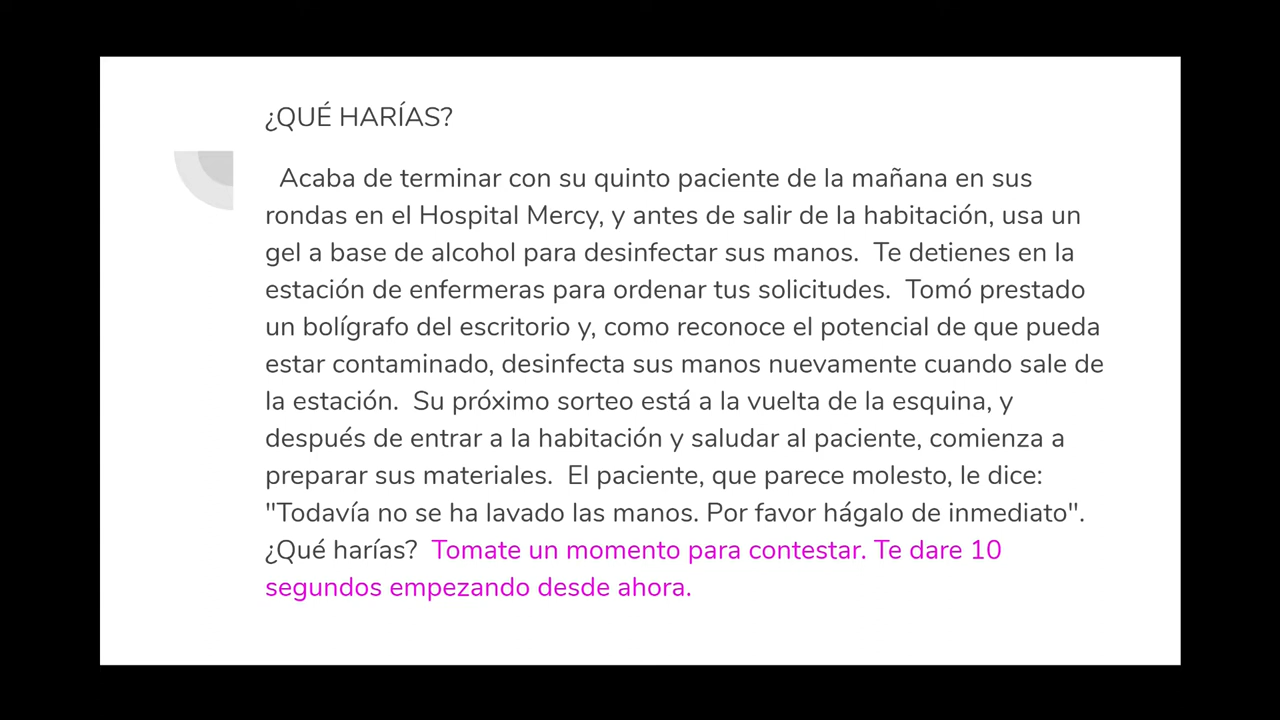 ¿QUÉ HARÍAS?
Acaba de terminar con su quinto paciente de la mañana en sus
rondas en el Hospital Mercy, y antes de salir de la habitación, usa un
gel a base de alcohol para desinfectar sus manos.  Te detienes en la
estación de enfermeras para ordenar tus solicitudes.  Tomó prestado
un bolígrafo del escritorio y, como reconoce el potencial de que pueda
estar contaminado, desinfecta sus manos nuevamente cuando sale de
la estación.  Su próximo sorteo está a la vuelta de la esquina, y
después de entrar a la habitación y saludar al paciente, comienza a
preparar sus materiales.  El paciente, que parece molesto, le dice:
"Todavía no se ha lavado las manos. Por favor hágalo de inmediato".
¿Qué harías?  Tomate un momento para contestar. Te dare 10
segundos empezando desde ahora.